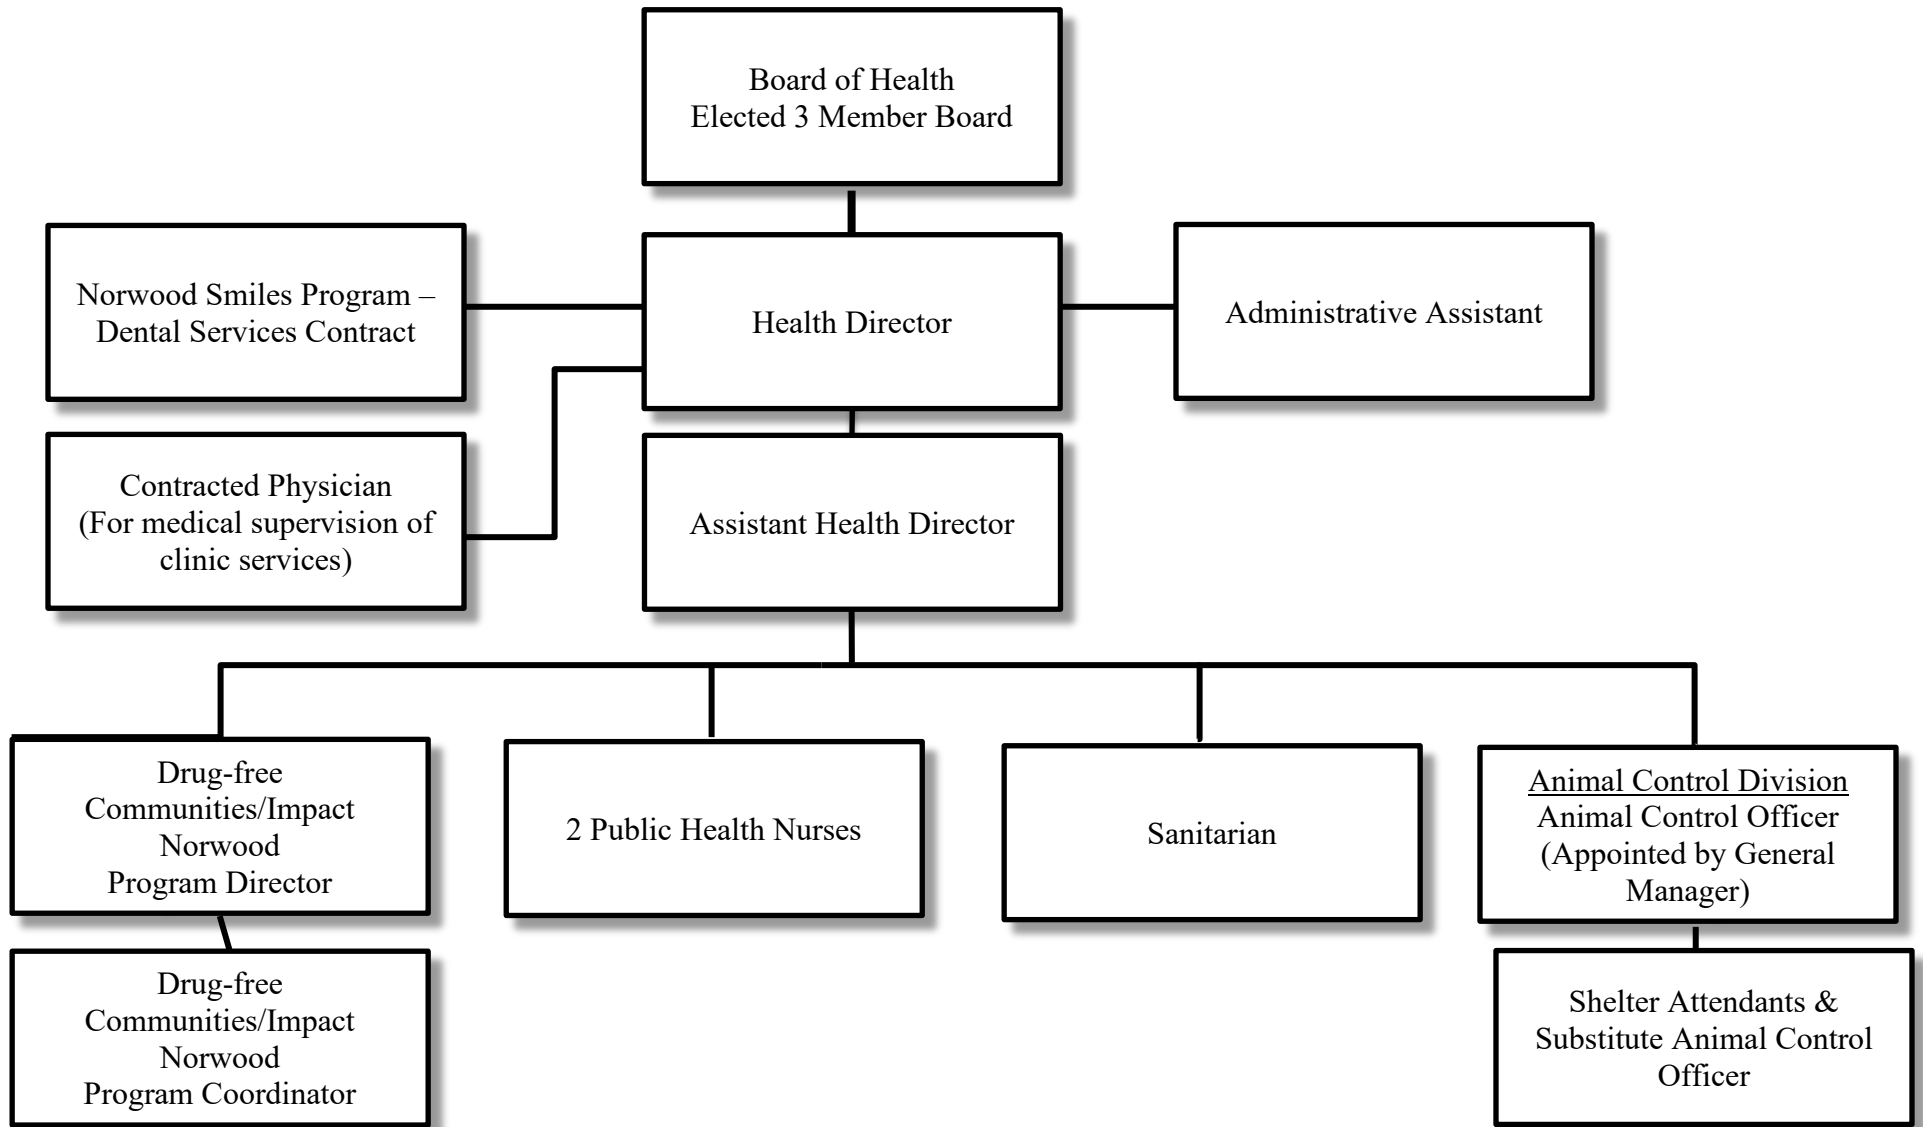 Board of Health
Elected 3 Member Board
Norwood Smiles Program –
Dental Services Contract
Health Director
Administrative Assistant
Contracted Physician
(For medical supervision of
clinic services)
Assistant Health Director
Drug-free
Communities/Impact
Norwood
Program Director
2 Public Health Nurses
Sanitarian
Animal Control Division
Animal Control Officer
(Appointed by General
Manager)
Drug-free
Communities/Impact
Norwood
Program Coordinator
Shelter Attendants &
Substitute Animal Control
Officer